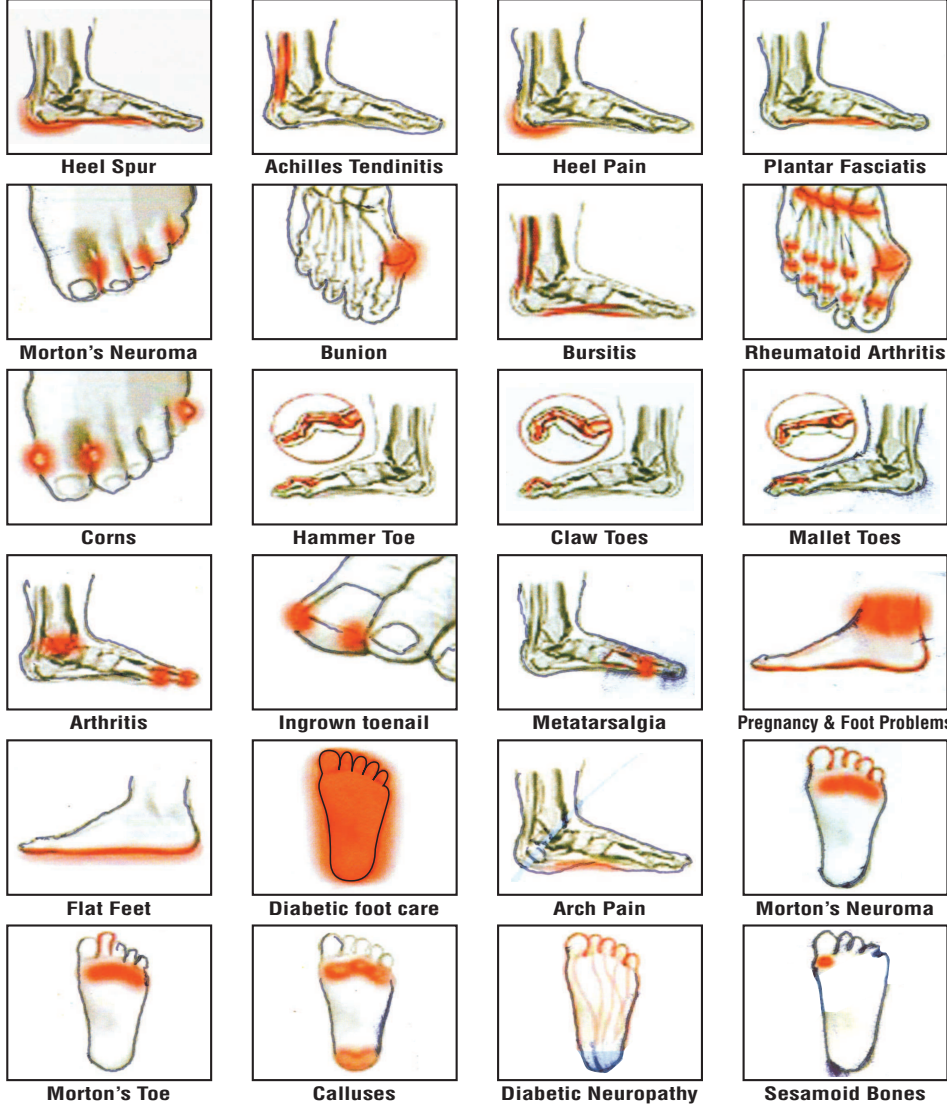 Heel Spur
Achilles Tendinitis
Heel Pain
Plantar Fasciatis
Morton's Neuroma
Bunion
Bursitis
Rheumatoid Arthritis
Corns
Hammer Toe
Claw Toes
Mallet Toes
Arthritis
Ingrown toenail
Metatarsalgia
Pregnancy & Foot Problems
Flat Feet
Diabetic foot care
Arch Pain
Morton's Neuroma
Morton's Toe
Calluses
Diabetic Neuropathy
Sesamoid Bones